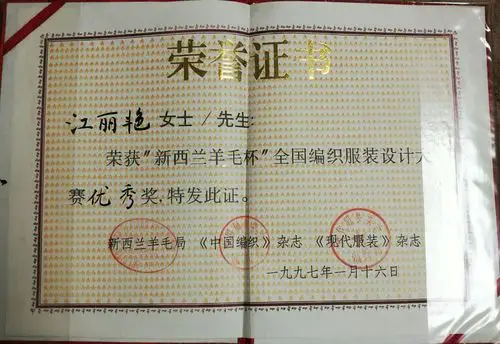 荣誉证书
江丽艳 女士/先生:
荣获"新西兰羊毛杯"全国编织服装设计大
赛优秀奖,特发此证。
新西兰羊毛局 《中国编织》杂志 《现代服装》杂志
一九九七年一月十六日